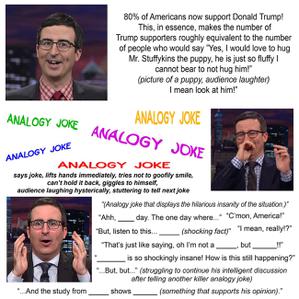 80% of Americans now support Donald Trump!
This, in essence, makes the number of
Trump supporters roughly equivalent to the number
of people who would say "Yes, I would love to hug
Mr. Stuffykins the puppy, he is just so fluffy I
cannot bear to not hug him!"
(picture of a puppy, audience laughter)
I mean look at him!"
ANALOGY JOKE
ANALOGY JOKE
ANALOGY JOKE
ANALOGY JOKE
ANALOGY JOKE
says joke, lifts hands immediately, tries not to goofily smile,
can't hold it back, giggles to himself,
audience laughing hysterically, stuttering to tell next joke
"(Analogy joke that displays the hilarious insanity of the situation.)"
"Ahh, ____ day. The one day where..." "C'mon, America!"
"But, listen to this... _____ (shocking fact)" "I mean, really!?"
"That's just like saying, oh I'm not a _____, but ______!!"
"_______ is so shockingly insane! How is this still happening?"
"...But, but..." (struggling to continue his intelligent discussion
after telling another killer analogy joke)
"...And the study from _____ shows ______ (something that supports his opinion)."